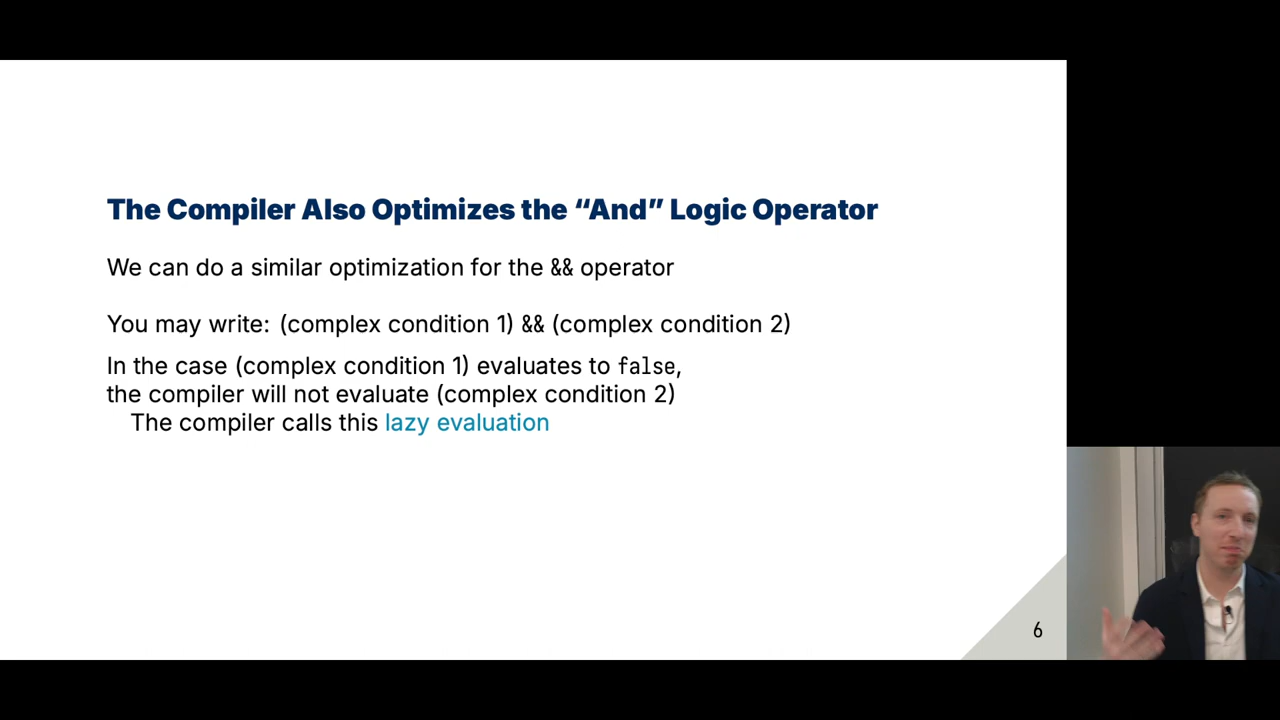 The Compiler Also Optimizes the “And” Logic Operator
We can do a similar optimization for the && operator
You may write: (complex condition 1) && (complex condition 2)
In the case (complex condition 1) evaluates to false,
the compiler will not evaluate (complex condition 2)
The compiler calls this lazy evaluation
6